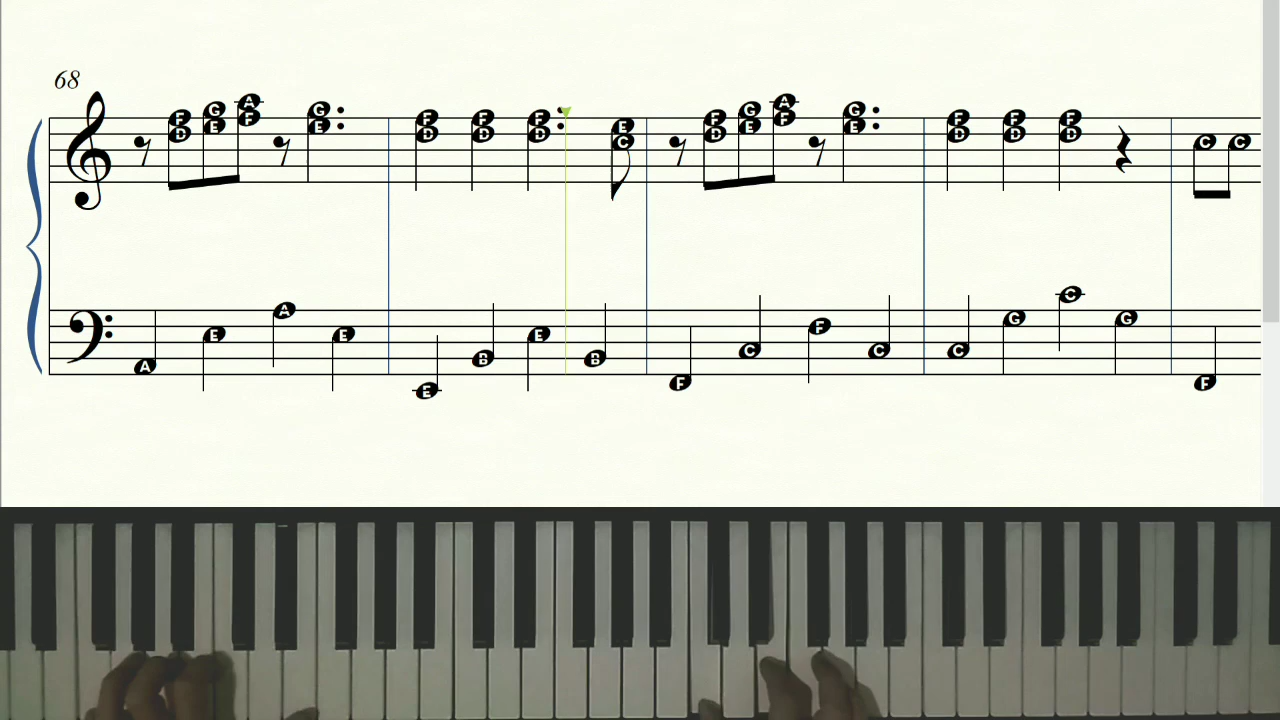 68
A
F G F G F F F E F G F G F F F
D E A E D D D C D E A E D D D C C
A E A E E B E B F C F C C G C G F